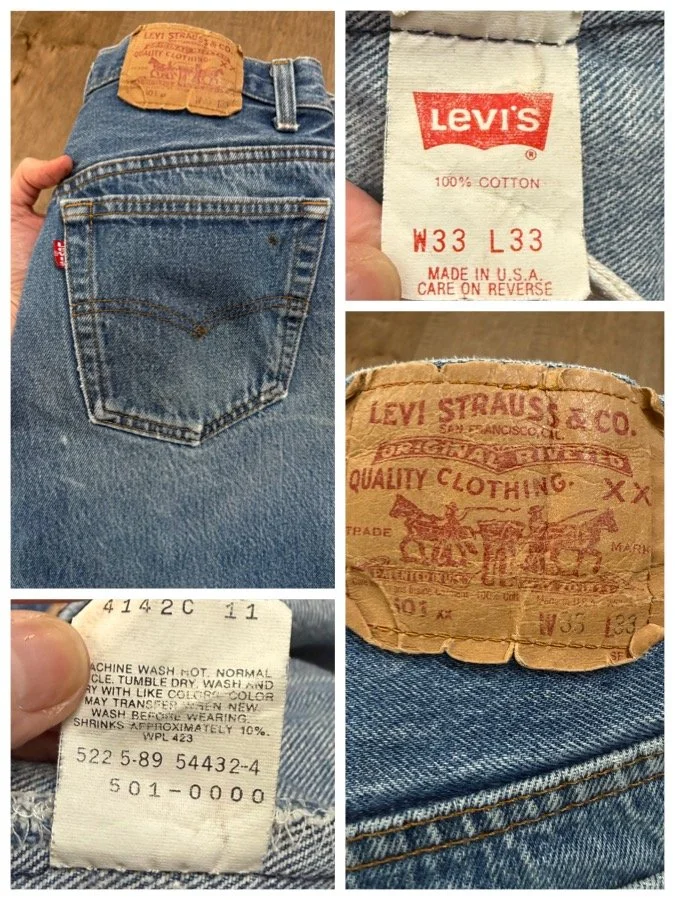 LEVI STRAUSS & CO.
QUALITY CLOTHING
LEVI'S
®
100% COTTON
W33 L33
MADE IN U.S.A.
CARE ON REVERSE
LEVI STRAUSS & CO.
SAN FRANCISCO, CAL.
ORIGINAL RIVETED
QUALITY CLOTHING.
XX
TRADE MARK
501 XX W33 L33
4142C 11
MACHINE WASH HOT. NORMAL
CYCLE. TUMBLE DRY. WASH AND
DRY WITH LIKE COLORS. COLOR
MAY TRANSFER WHEN NEW.
WASH BEFORE WEARING.
SHRINKS APPROXIMATELY 10%.
WPL 423
522 5-89 54432-4
501-0000